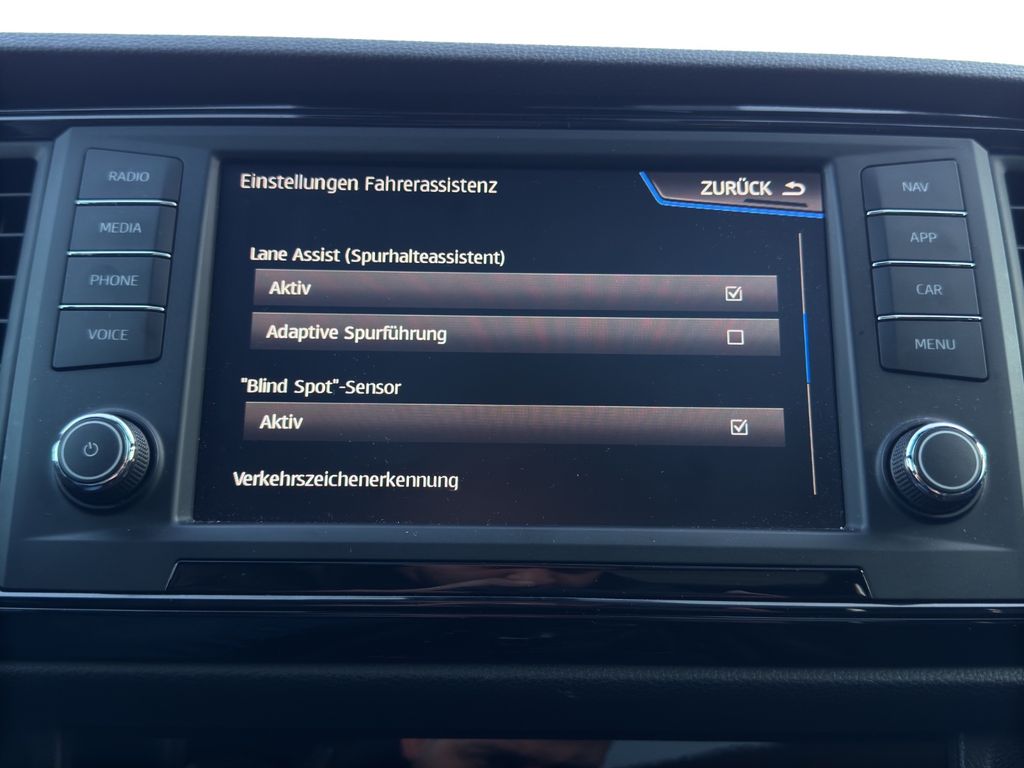 RADIO
MEDIA
PHONE
VOICE
Einstellungen Fahrerassistenz
ZURÜCK
Lane Assist (Spurhalteassistent)
Aktiv
Adaptive Spurführung
"Blind Spot"-Sensor
Aktiv
Verkehrszeichenerkennung
NAV
APP
CAR
MENU